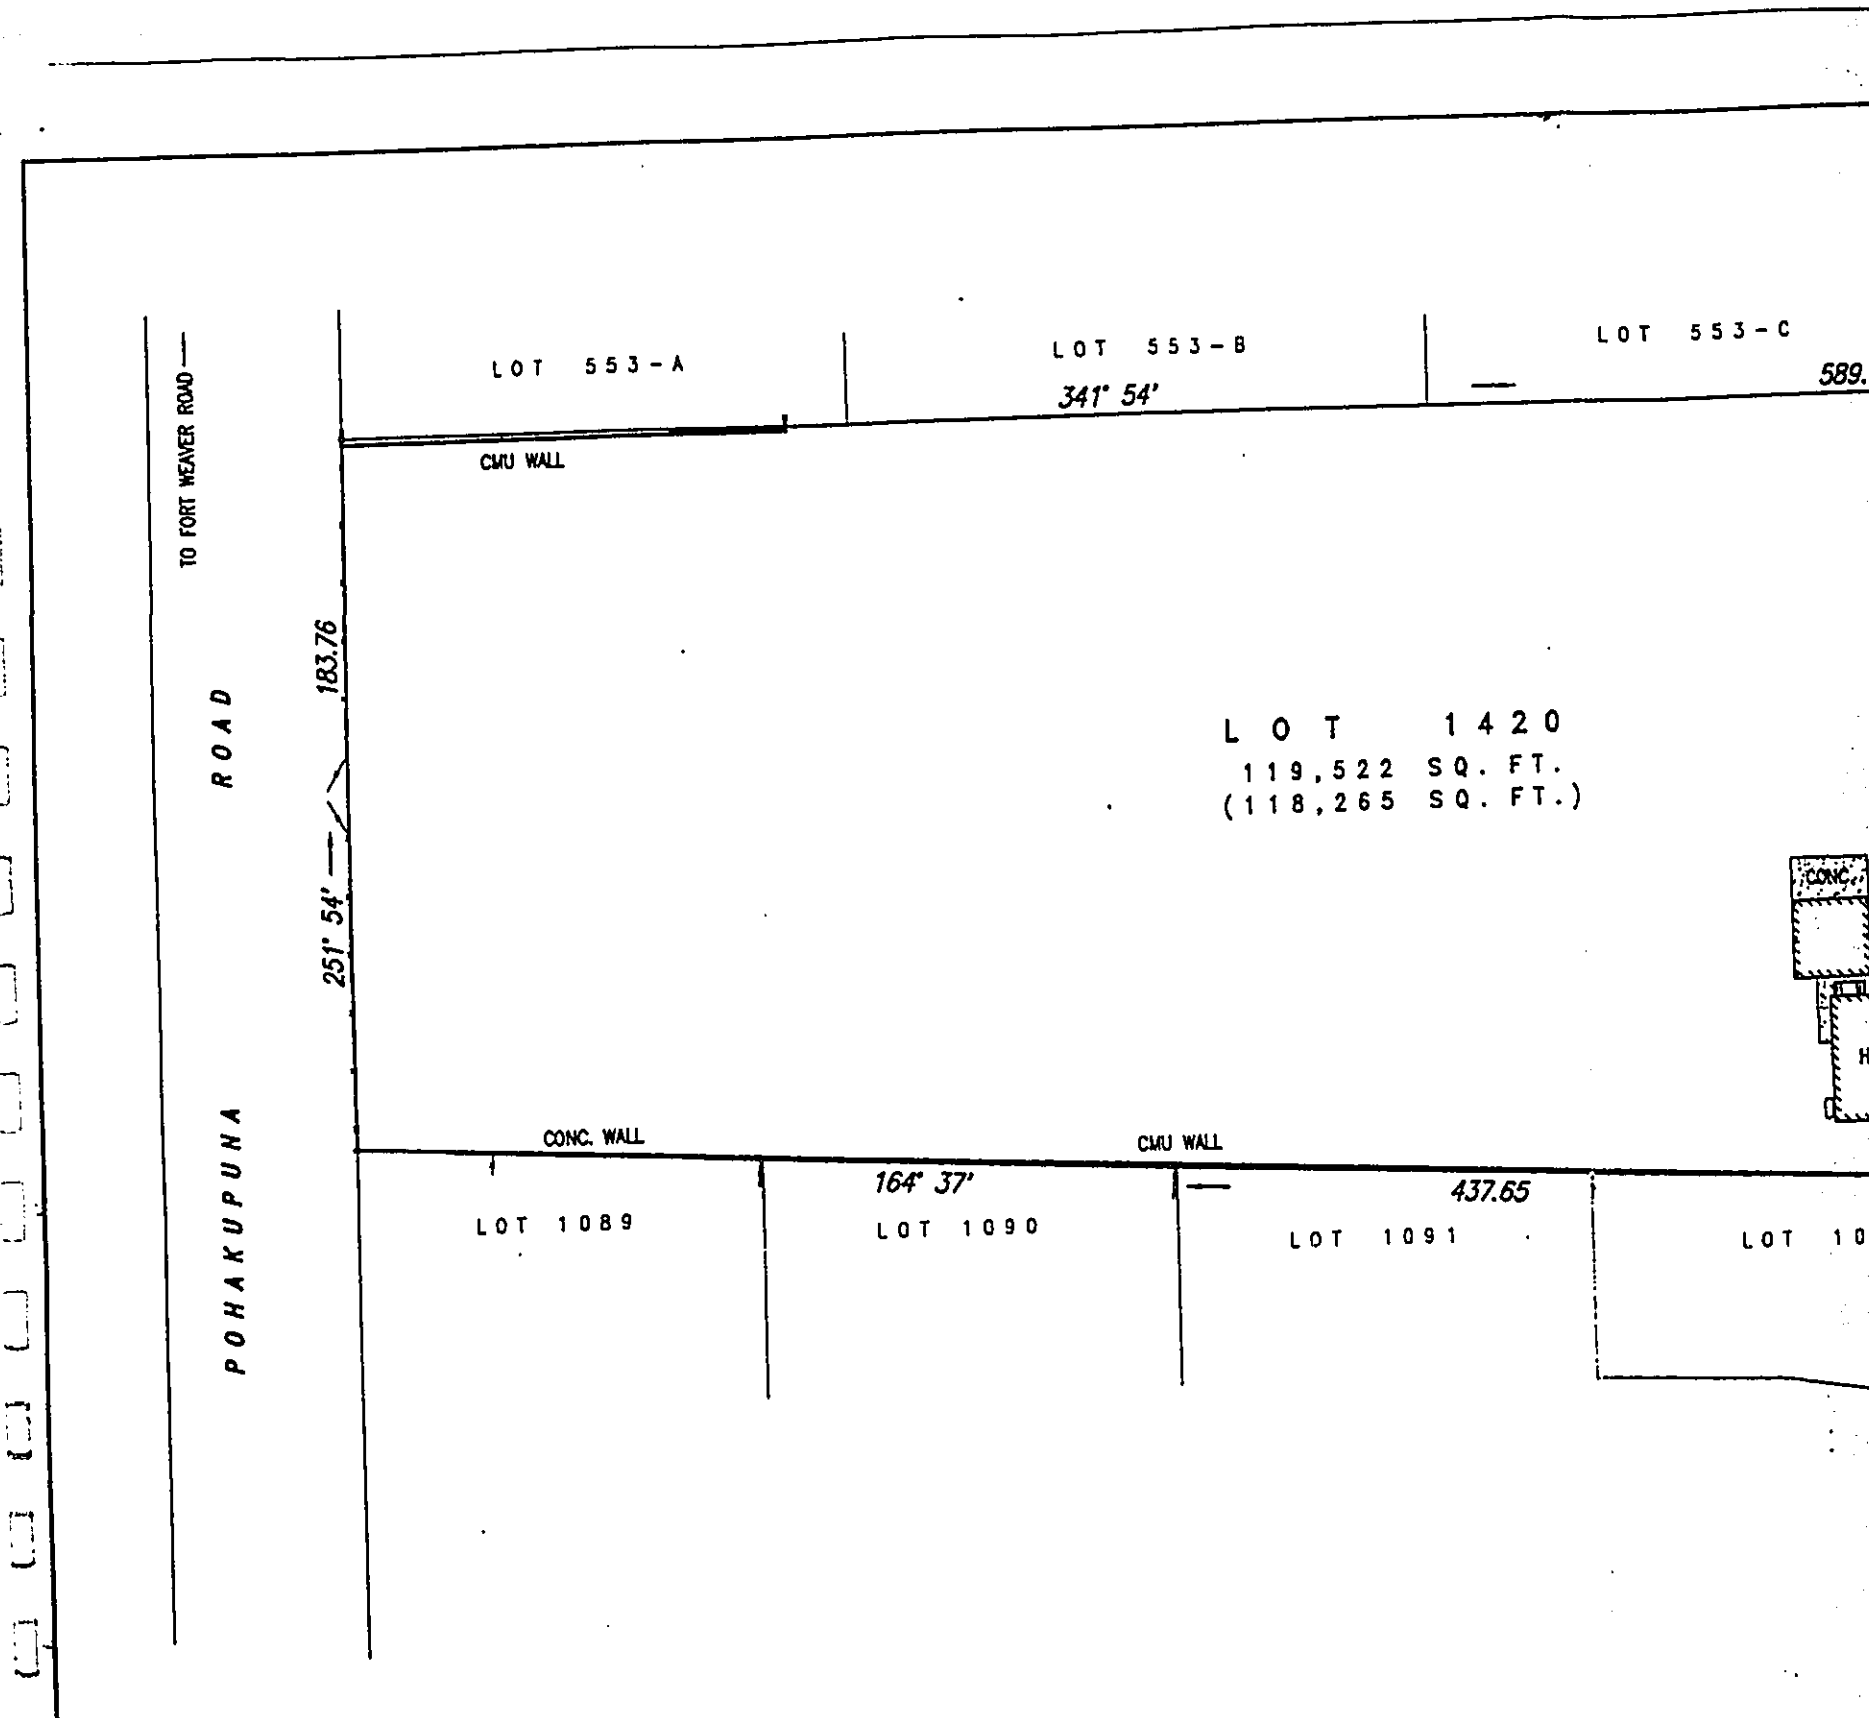 LOT 553-A
LOT 553-B
LOT 553-C
341° 54'
589.
CMU WALL
TO FORT WEAVER ROAD
183.76
251° 54'
POHAKUPUNA ROAD
LOT 1420
119,522 SQ. FT.
(118,265 SQ. FT.)
CONC.
H
CONC. WALL
CMU WALL
164° 37'
437.65
LOT 1089
LOT 1090
LOT 1091
LOT 10